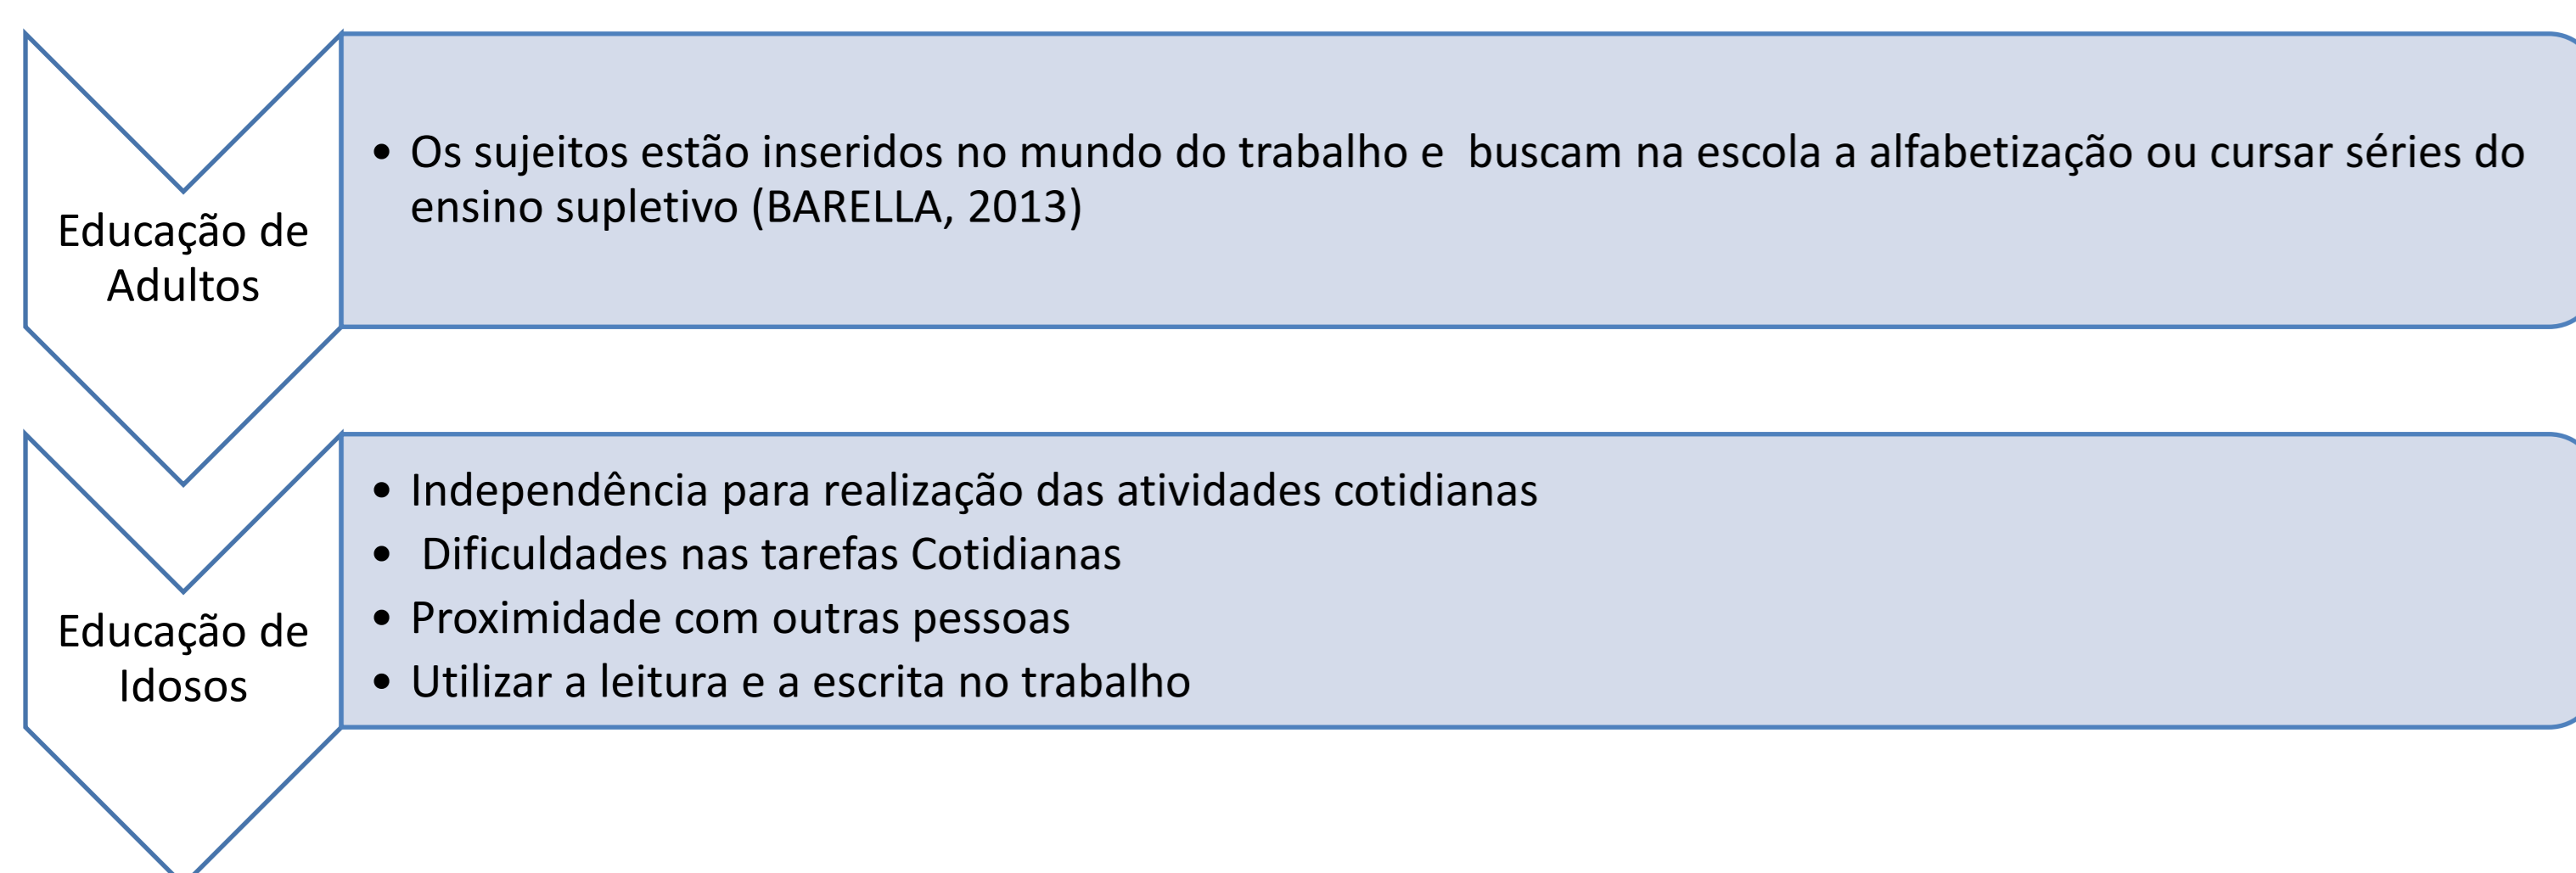 Educação de
Adultos
• Os sujeitos estão inseridos no mundo do trabalho e  buscam na escola a alfabetização ou cursar séries do
ensino supletivo (BARELLA, 2013)
Educação de
Idosos
• Independência para realização das atividades cotidianas
•  Dificuldades nas tarefas Cotidianas
• Proximidade com outras pessoas
• Utilizar a leitura e a escrita no trabalho